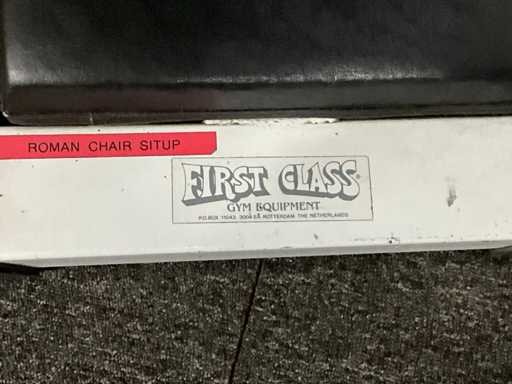 ROMAN CHAIR SITUP
FIRST CLASS
GYM EQUIPMENT
P.O.BOX 11043 3004 EA ROTTERDAM THE NETHERLANDS